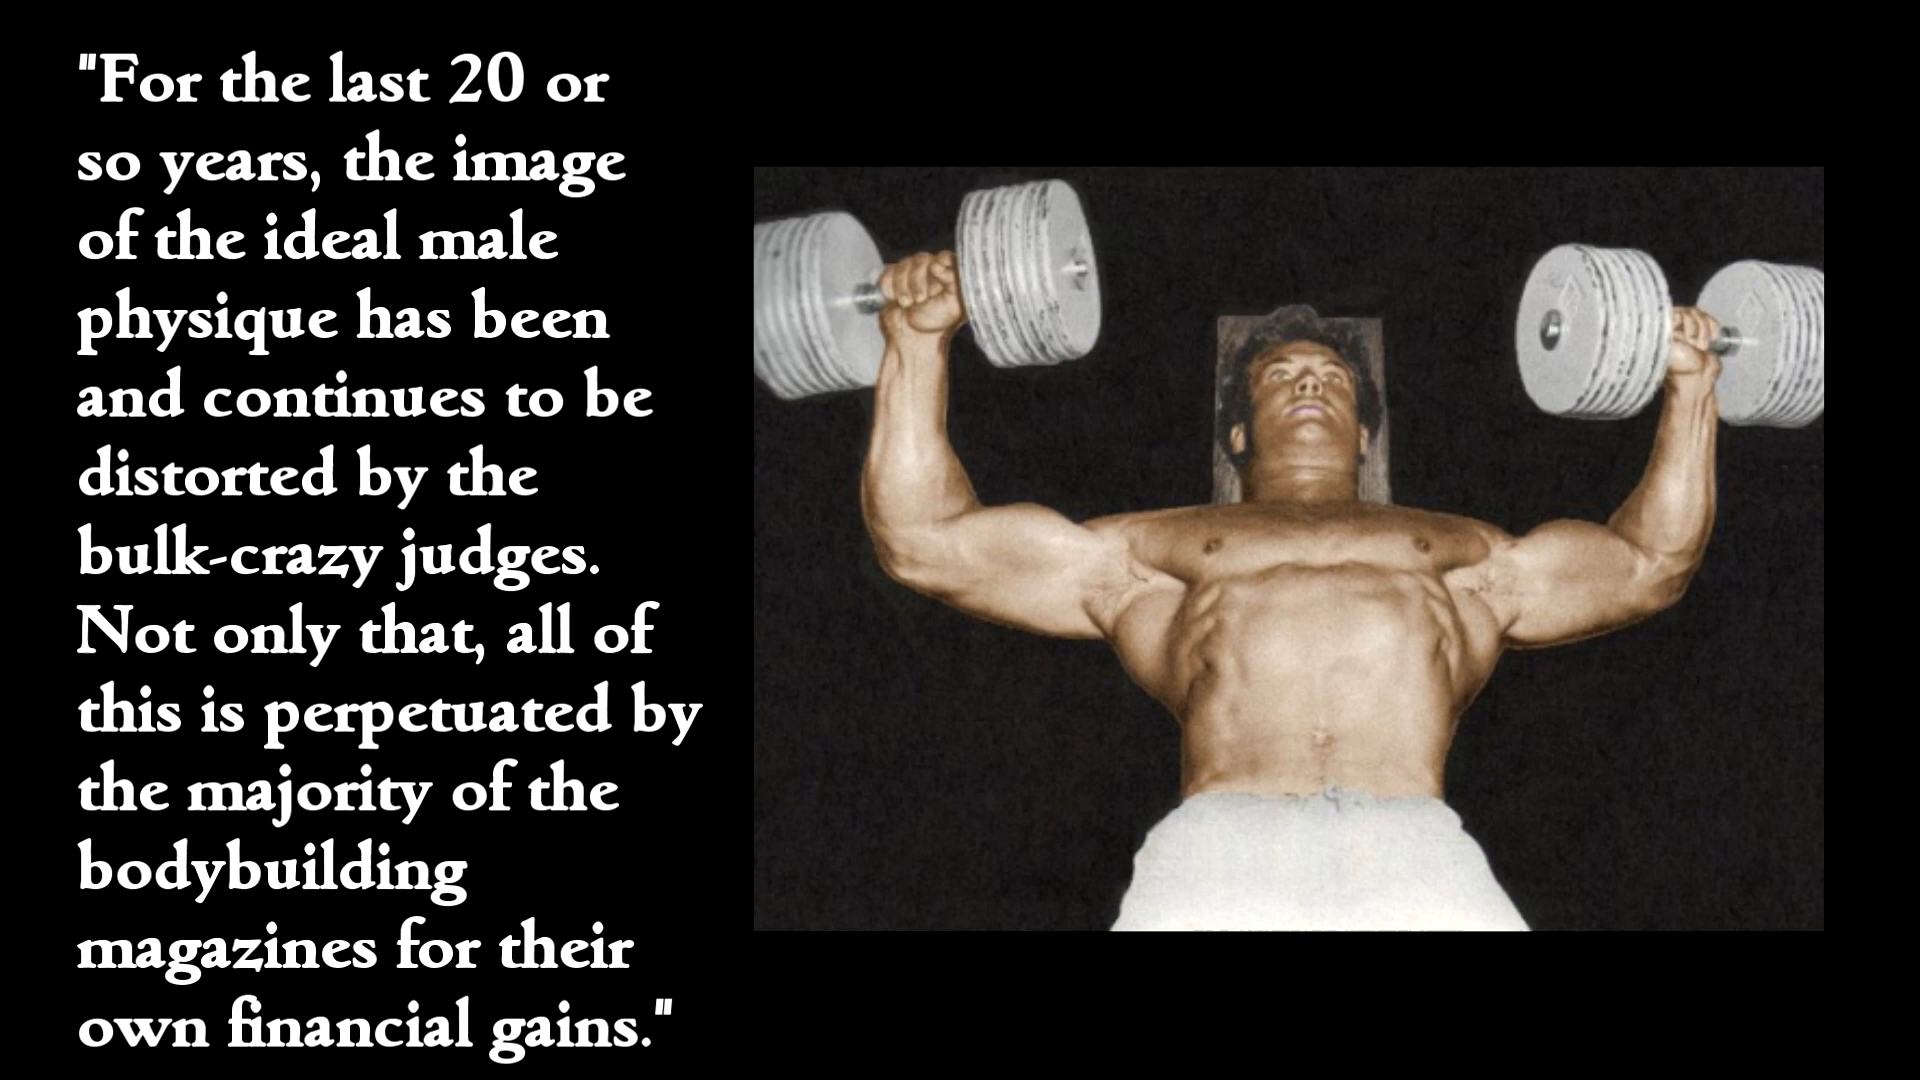 "For the last 20 or
so years, the image
of the ideal male
physique has been
and continues to be
distorted by the
bulk-crazy judges.
Not only that, all of
this is perpetuated by
the majority of the
bodybuilding
magazines for their
own financial gains."